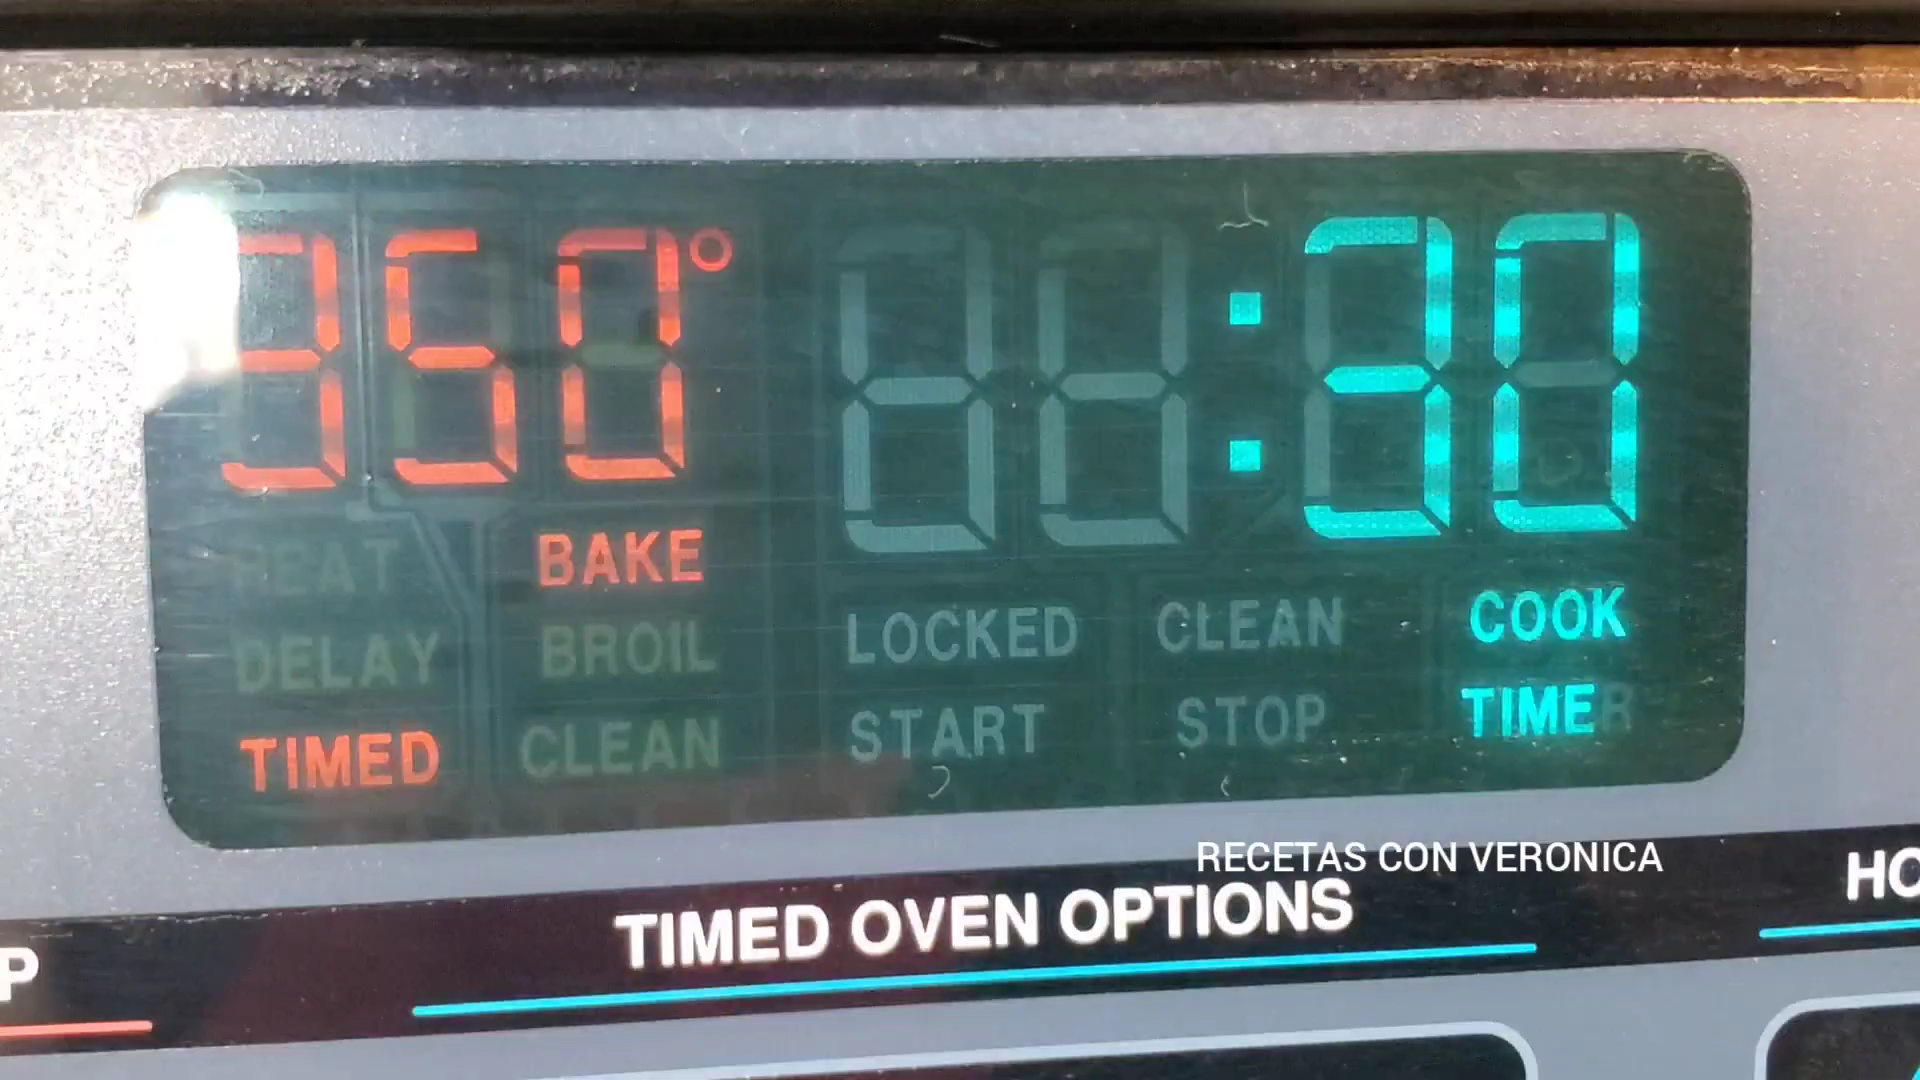 350° :30
HEAT BAKE
DELAY BROIL LOCKED CLEAN COOK
TIMED CLEAN START STOP TIMER
RECETAS CON VERONICA
TIMED OVEN OPTIONS